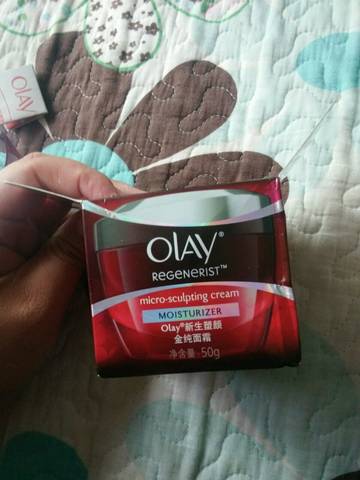 OLAY
OLAY®
REGENERIST™
micro-sculpting cream
MOISTURIZER
Olay®新生塑颜
金纯面霜
净含量·50g